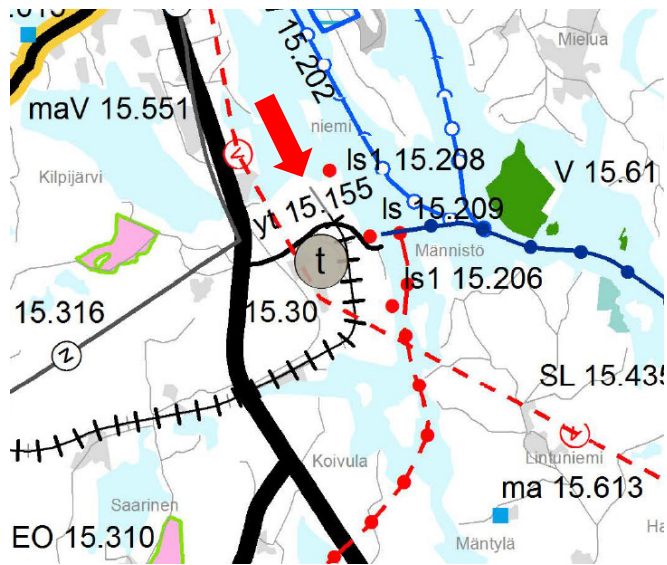 Mielua
15.202
maV 15.551
niemi
ls1 15.208
Kilpijärvi
V 15.61
yt 15.155
ls 15.209
Männistö
t
ls1 15.206
15.316
15.30
SL 15.435
Lintuniemi
Koivula
ma 15.613
Saarinen
EO 15.310
Mäntylä
Ha